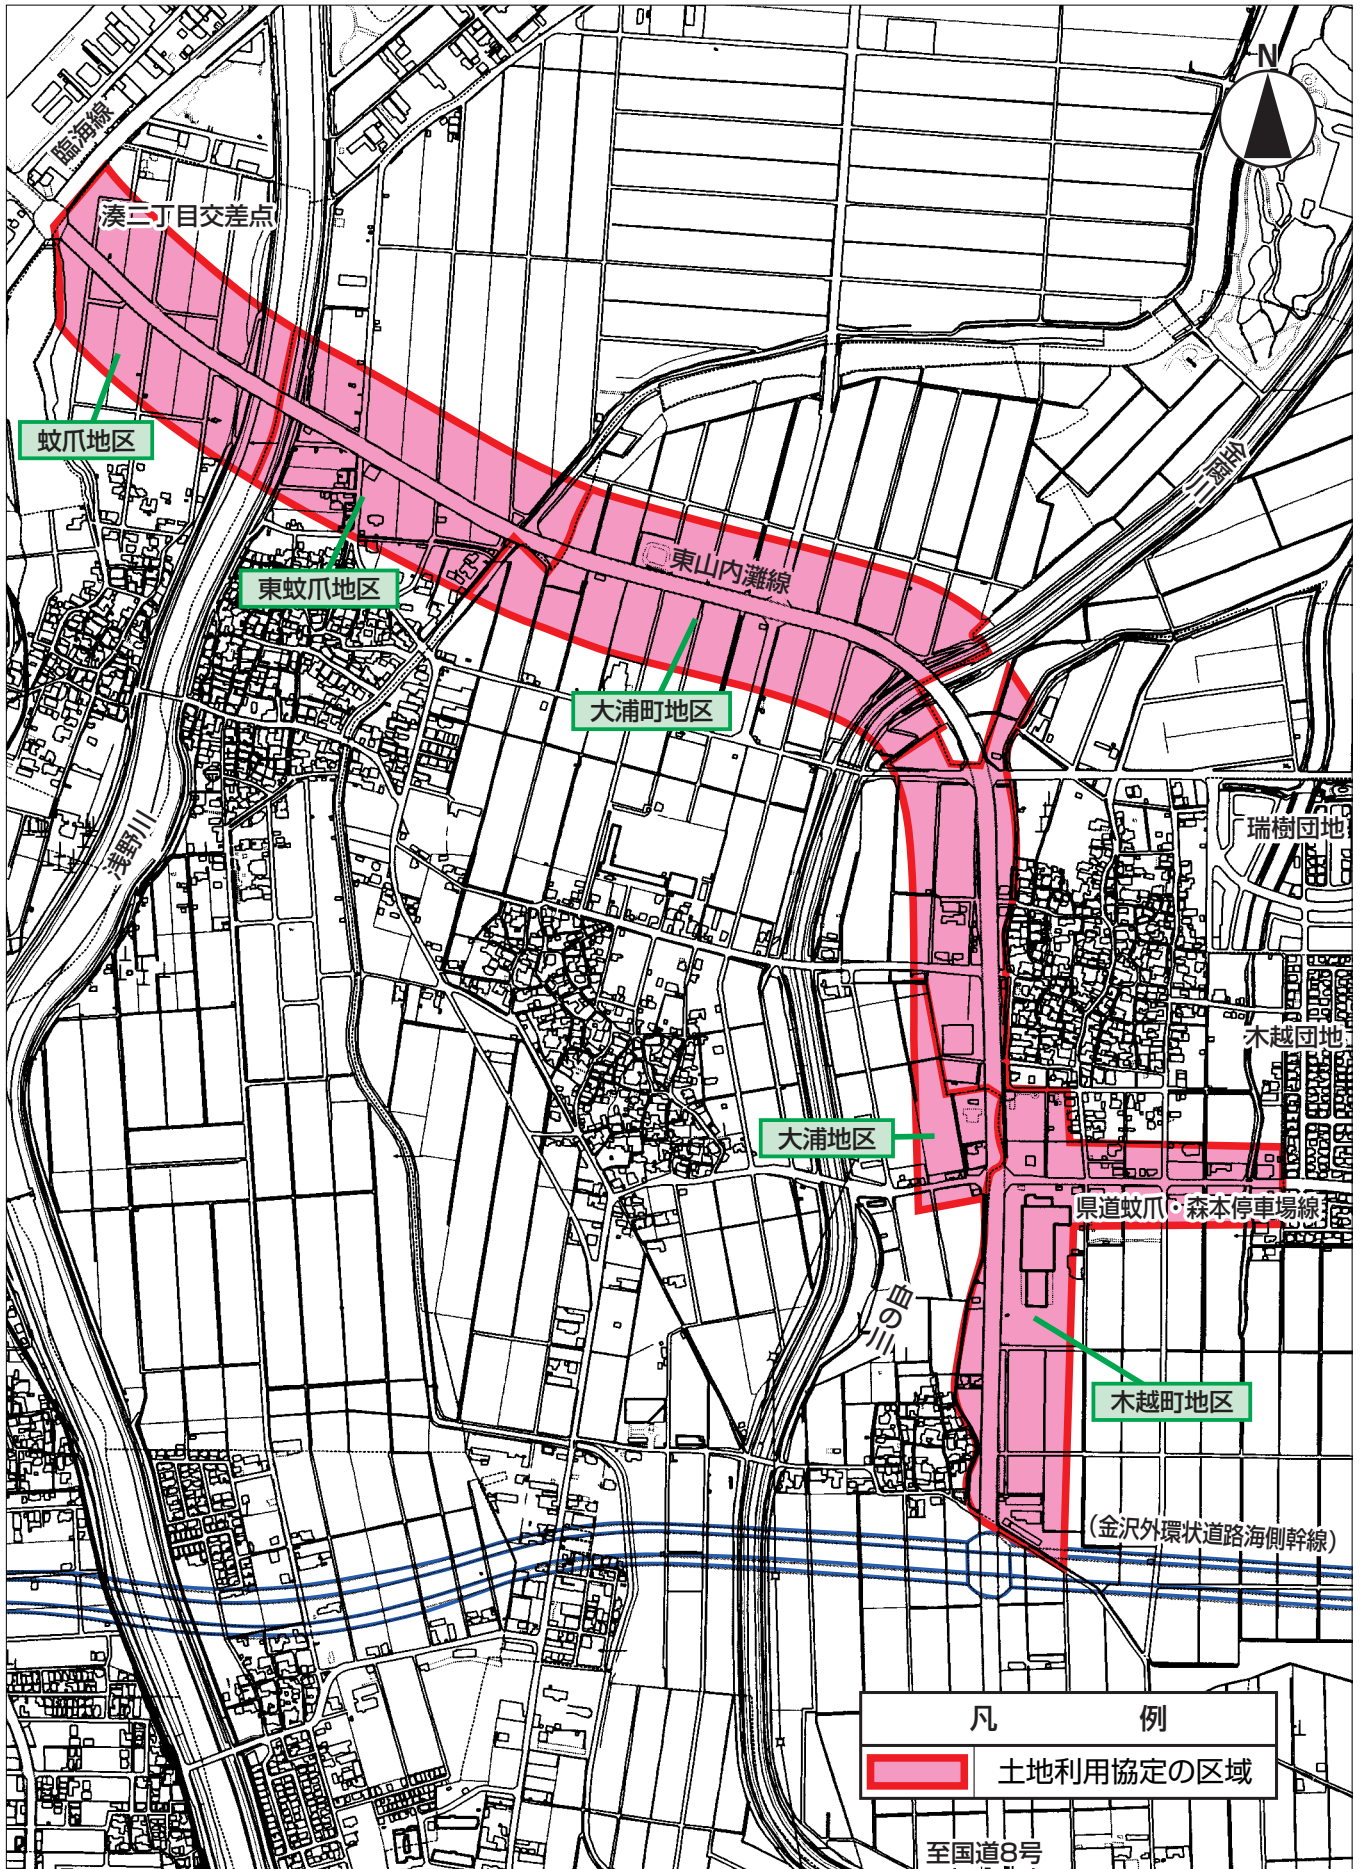 N
臨海線
湊二丁目交差点
蚊爪地区
金腐川
東山内灘線
東蚊爪地区
大浦町地区
瑞樹団地
浅野川
木越団地
大浦地区
県道蚊爪・森本停車場線
白の川
木越町地区
(金沢外環状道路海側幹線)
凡 例
土地利用協定の区域
至国道8号